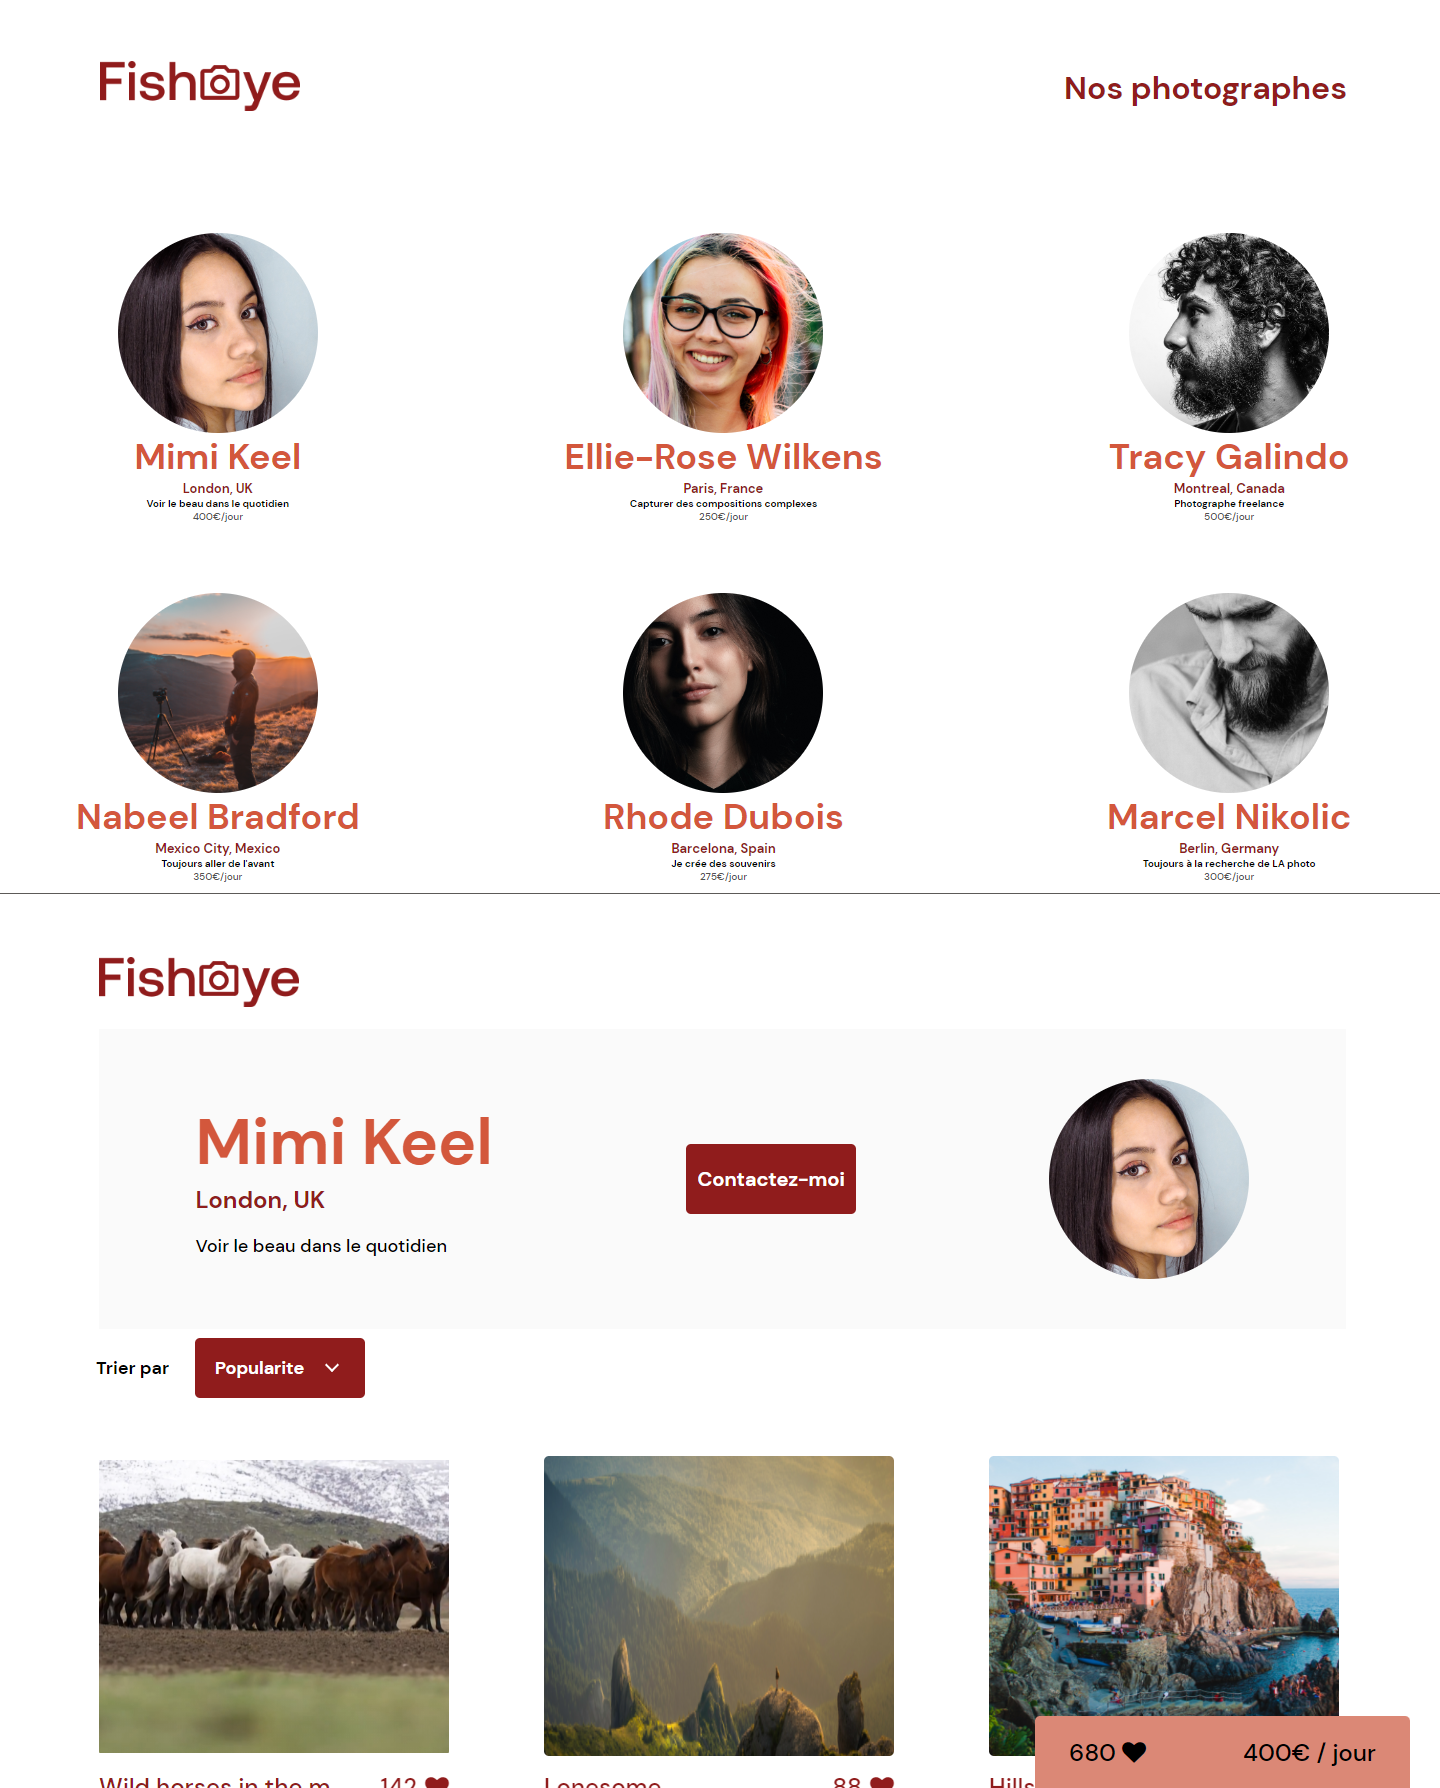 Fisheye
Nos photographes
Mimi Keel
London, UK
Voir le beau dans le quotidien
400€/jour
Ellie-Rose Wilkens
Paris, France
Capturer des compositions complexes
250€/jour
Tracy Galindo
Montreal, Canada
Photographe freelance
500€/jour
Nabeel Bradford
Mexico City, Mexico
Toujours aller de l'avant
350€/jour
Rhode Dubois
Barcelona, Spain
Je crée des souvenirs
275€/jour
Marcel Nikolic
Berlin, Germany
Toujours à la recherche de LA photo
300€/jour
Fisheye
Mimi Keel
London, UK
Voir le beau dans le quotidien
Contactez-moi
Trier par
Popularite
Wild horses in the m...
142
Lonesome
88
Hills
680
400€ / jour